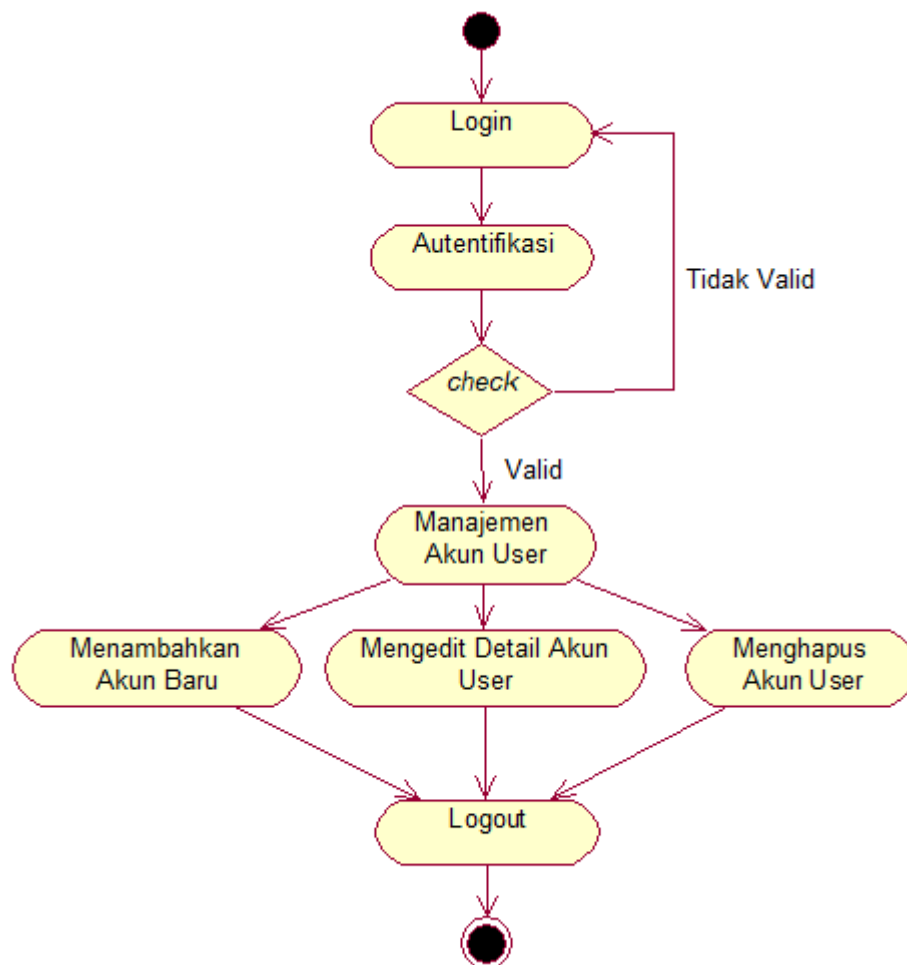 Login
Autentifikasi
Tidak Valid
check
Valid
Manajemen
Akun User
Menambahkan
Akun Baru
Mengedit Detail Akun
User
Menghapus
Akun User
Logout